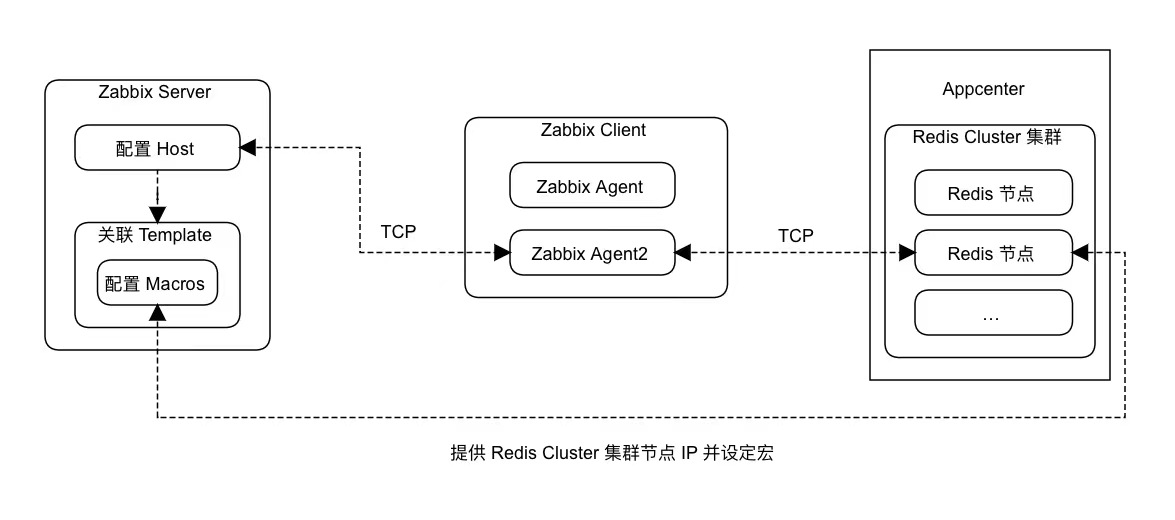 Zabbix Server
配置 Host
关联 Template
配置 Macros
TCP
Zabbix Client
Zabbix Agent
Zabbix Agent2
TCP
Appcenter
Redis Cluster 集群
Redis 节点
Redis 节点
…
提供 Redis Cluster 集群节点 IP 并设定宏